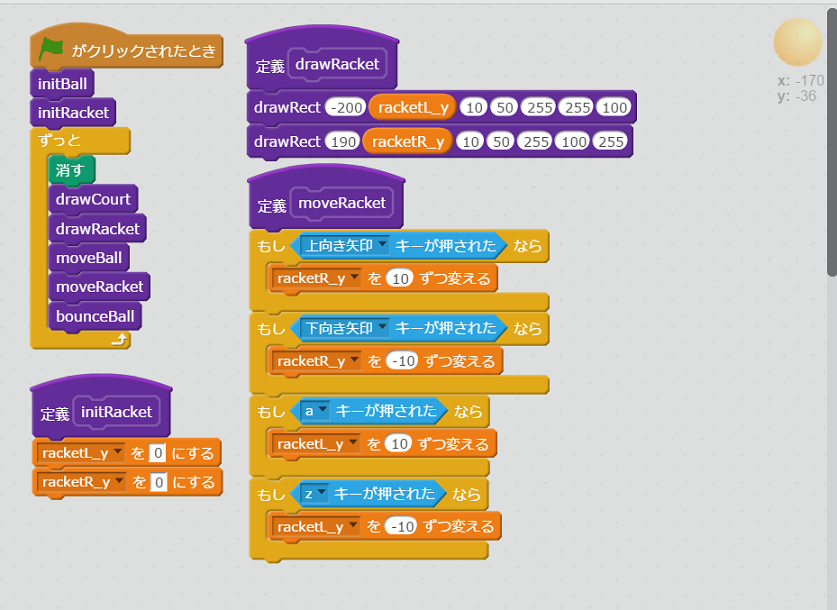 がクリックされたとき
initBall
initRacket
ずっと
消す
drawCourt
drawRacket
moveBall
moveRacket
bounceBall
定義 initRacket
racketL_y を 0 にする
racketR_y を 0 にする
定義 drawRacket
drawRect -200 racketL_y 10 50 255 255 100
drawRect 190 racketR_y 10 50 255 100 255
定義 moveRacket
もし 上向き矢印 キーが押された なら
racketR_y を 10 ずつ変える
もし 下向き矢印 キーが押された なら
racketR_y を -10 ずつ変える
もし a キーが押された なら
racketL_y を 10 ずつ変える
もし z キーが押された なら
racketL_y を -10 ずつ変える
x: -170
y: -36